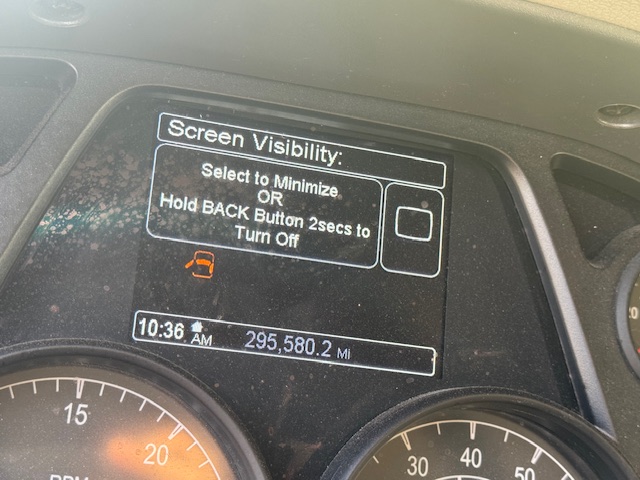 Screen Visibility:
Select to Minimize
OR
Hold BACK Button 2secs to
Turn Off
10:36 AM 295,580.2 Mi
15
20
30
40
50